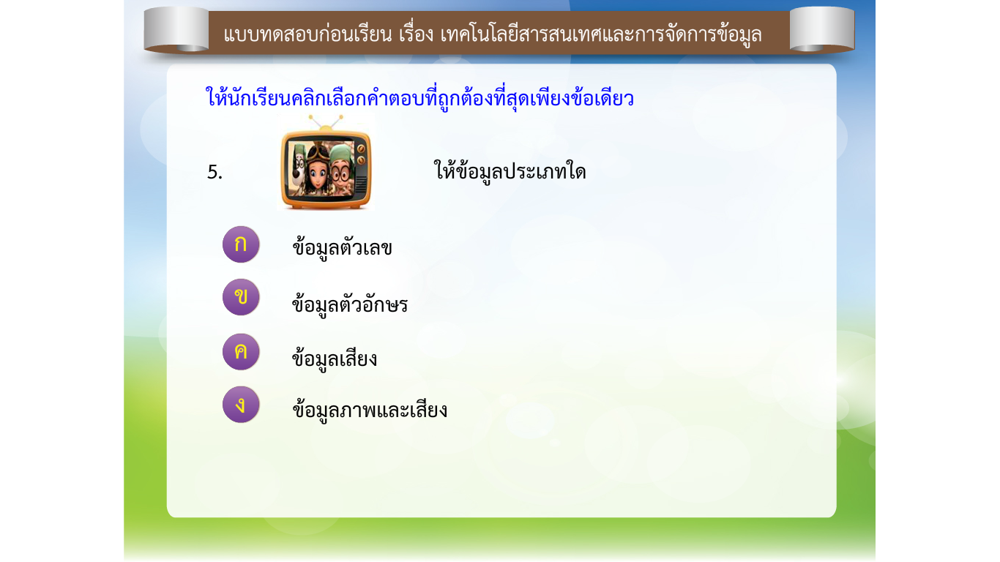 แบบทดสอบก่อนเรียน เรื่อง เทคโนโลยีสารสนเทศและการจัดการข้อมูล
ให้นักเรียนคลิกเลือกคำตอบที่ถูกต้องที่สุดเพียงข้อเดียว
5. ให้ข้อมูลประเภทใด
ก ข้อมูลตัวเลข
ข ข้อมูลตัวอักษร
ค ข้อมูลเสียง
ง ข้อมูลภาพและเสียง